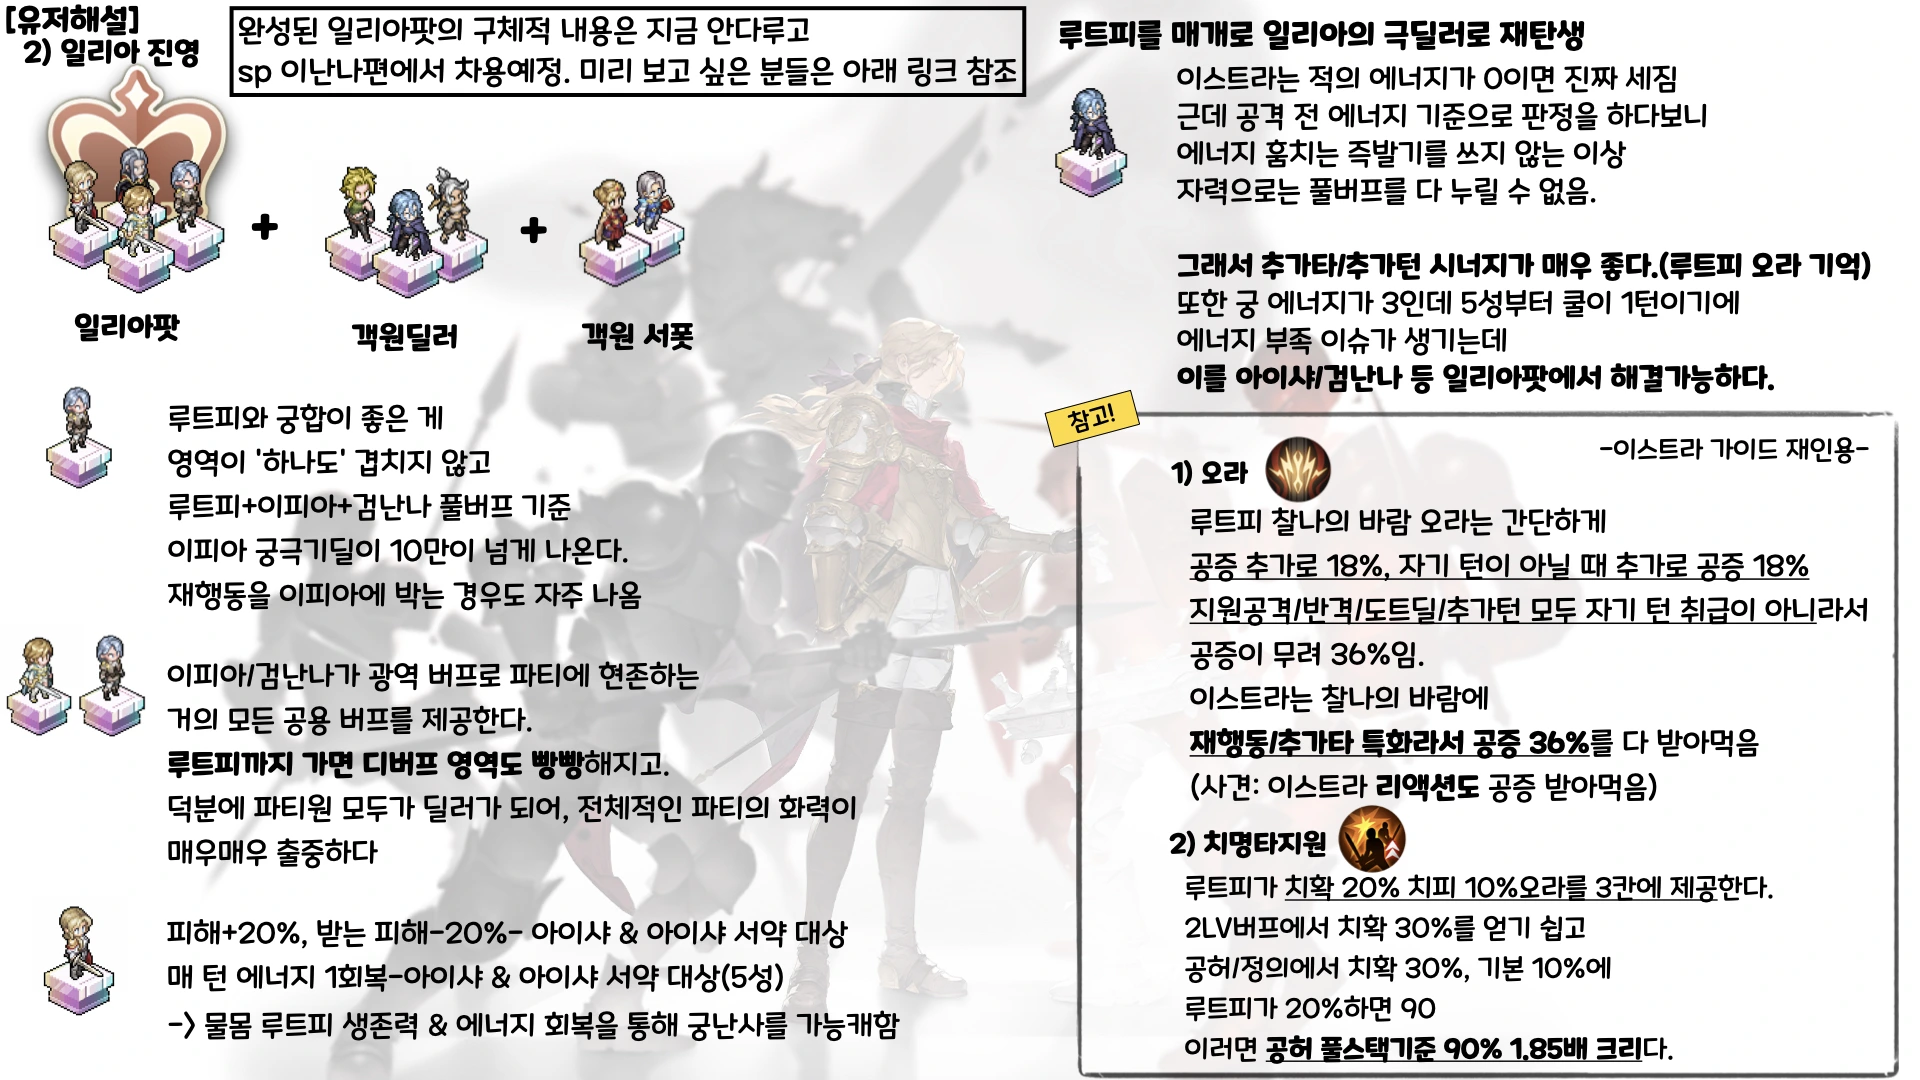 [유저해설]
2) 일리아 진영
완성된 일리아팟의 구체적 내용은 지금 안다루고
sp 이난나편에서 차용예정. 미리 보고 싶은 분들은 아래 링크 참조
+
+
일리아팟
객원딜러
객원 서폿
루트피와 궁합이 좋은 게
영역이 '하나도' 겹치지 않고
루트피+이피아+검난나 풀버프 기준
이피아 궁극기딜이 10만이 넘게 나온다.
재행동을 이피아에 박는 경우도 자주 나옴
이피아/검난나가 광역 버프로 파티에 현존하는
거의 모든 공용 버프를 제공한다.
루트피까지 가면 디버프 영역도 빵빵해지고.
덕분에 파티원 모두가 딜러가 되어, 전체적인 파티의 화력이
매우매우 출중하다
피해+20%, 받는 피해-20%- 아이샤 & 아이샤 서약 대상
매 턴 에너지 1회복-아이샤 & 아이샤 서약 대상(5성)
-> 물몸 루트피 생존력 & 에너지 회복을 통해 궁난사를 가능캐함
루트피를 매개로 일리아의 극딜러로 재탄생
이스트라는 적의 에너지가 0이면 진짜 세짐
근데 공격 전 에너지 기준으로 판정을 하다보니
에너지 훔치는 즉발기를 쓰지 않는 이상
자력으로는 풀버프를 다 누릴 수 없음.
그래서 추가타/추가턴 시너지가 매우 좋다.(루트피 오라 기억)
또한 궁 에너지가 3인데 5성부터 쿨이 1턴이기에
에너지 부족 이슈가 생기는데
이를 아이샤/검난나 등 일리아팟에서 해결가능하다.
참고!
-이스트라 가이드 재인용-
1) 오라
루트피 찰나의 바람 오라는 간단하게
공증 추가로 18%, 자기 턴이 아닐 때 추가로 공증 18%
지원공격/반격/도트딜/추가턴 모두 자기 턴 취급이 아니라서
공증이 무려 36%임.
이스트라는 찰나의 바람에
재행동/추가타 특화라서 공증 36%를 다 받아먹음
(사견: 이스트라 리액션도 공증 받아먹음)
2) 치명타지원
루트피가 치확 20% 치피 10%오라를 3칸에 제공한다.
2LV버프에서 치확 30%를 얻기 쉽고
공허/정의에서 치확 30%, 기본 10%에
루트피가 20%하면 90
이러면 공허 풀스택기준 90% 1.85배 크리다.